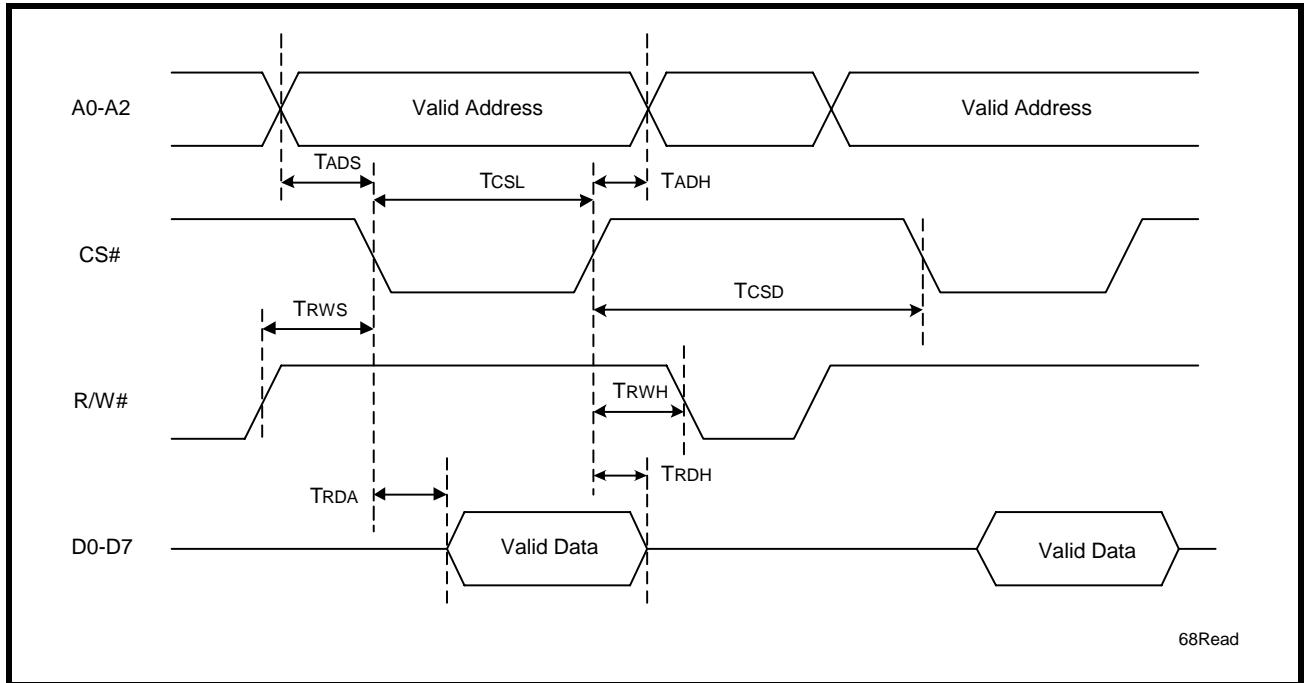 A0-A2
Valid Address
Valid Address
TADS
TCSL
TADH
CS#
TCSD
TRWS
R/W#
TRWH
TRDH
TRDA
D0-D7
Valid Data
Valid Data
68Read